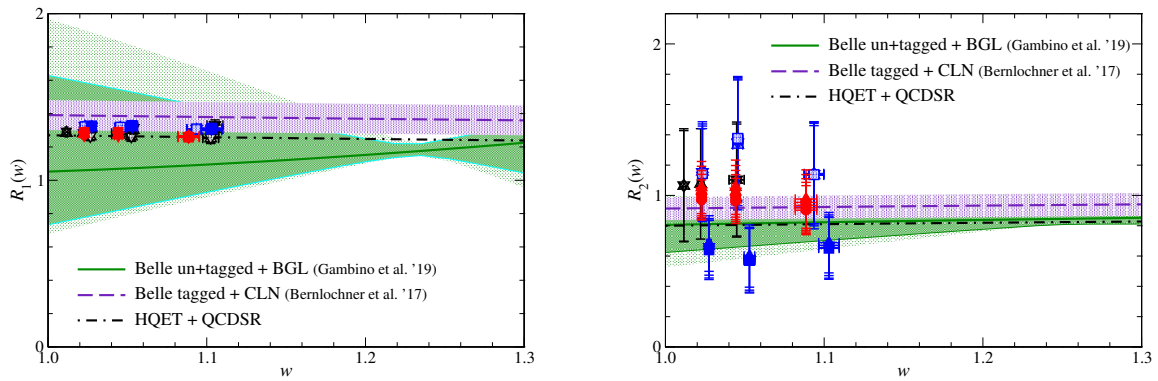 2
1
0
R1(w)
Belle un+tagged + BGL (Gambino et al. '19)
Belle tagged + CLN (Bernlochner et al. '17)
HQET + QCDSR
1.0 1.1 1.2 1.3
w
2
1
0
R2(w)
Belle un+tagged + BGL (Gambino et al. '19)
Belle tagged + CLN (Bernlochner et al. '17)
HQET + QCDSR
1.0 1.1 1.2 1.3
w